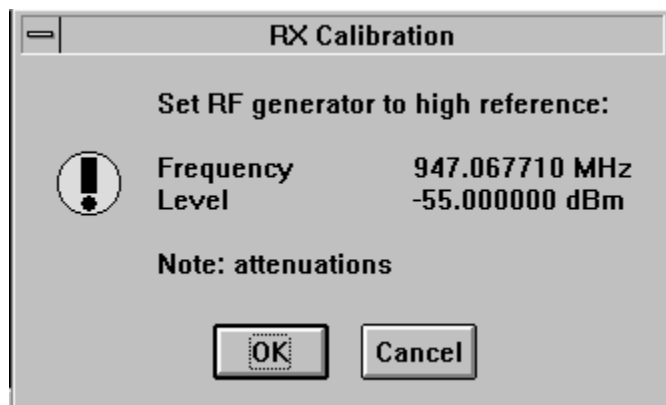 RX Calibration
Set RF generator to high reference:
Frequency 947.067710 MHz
Level -55.000000 dBm
Note: attenuations
OK Cancel